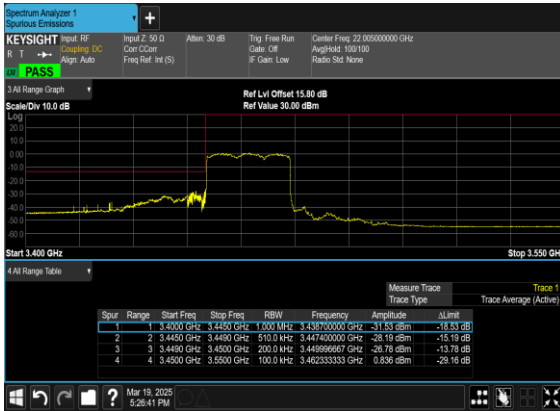 Spectrum Analyzer 1
Spurious Emissions
+
KEYSIGHT Input: RF Input Z: 50 Ω Atten: 30 dB Trig: Free Run Center Freq: 22.005000000 GHz
R T Coupling: DC Corr CCorr Gate: Off Avg|Hold: 100/100
Align: Auto Freq Ref: Int (S) IF Gain: Low Radio Std: None
PASS
3 All Range Graph
Ref Lvl Offset 15.80 dB
Scale/Div 10.0 dB Ref Value 30.00 dBm
Log
20.0
10.0
0.00
-10.0
-20.0
-30.0
-40.0
-50.0
-60.0
Start 3.400 GHz Stop 3.550 GH
4 All Range Table
Measure Trace Trace 1
Trace Type Trace Average (Active)
Spur Range Start Freq Stop Freq RBW Frequency Amplitude ΔLimit
1 1 3.4000 GHz 3.4450 GHz 1.000 MHz 3.438700000 GHz -31.53 dBm -18.53 dB
2 2 3.4450 GHz 3.4490 GHz 510.0 kHz 3.447400000 GHz -28.19 dBm -15.19 dB
3 3 3.4490 GHz 3.4500 GHz 200.0 kHz 3.449996667 GHz -26.78 dBm -13.78 dB
4 4 3.4500 GHz 3.5500 GHz 100.0 kHz 3.462333333 GHz 0.836 dBm -29.16 dB
?
Mar 19, 2025
5:26:41 PM